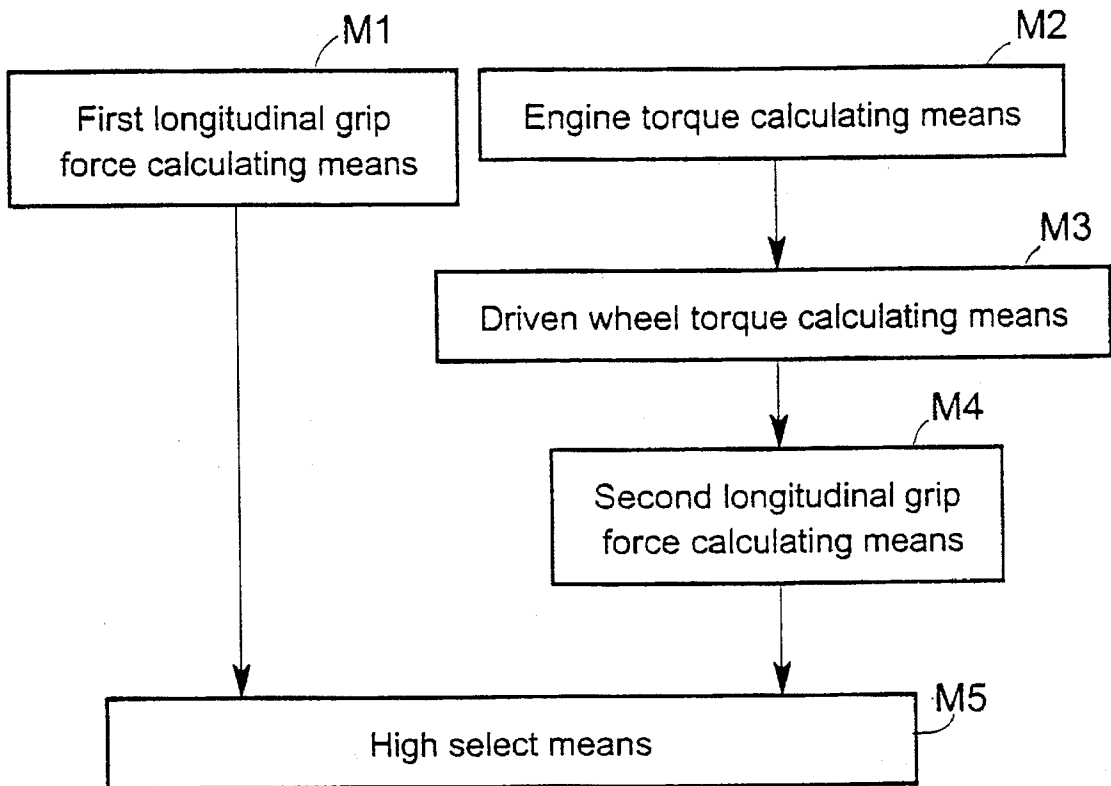 M1
First longitudinal grip
force calculating means
M2
Engine torque calculating means
M3
Driven wheel torque calculating means
M4
Second longitudinal grip
force calculating means
M5
High select means